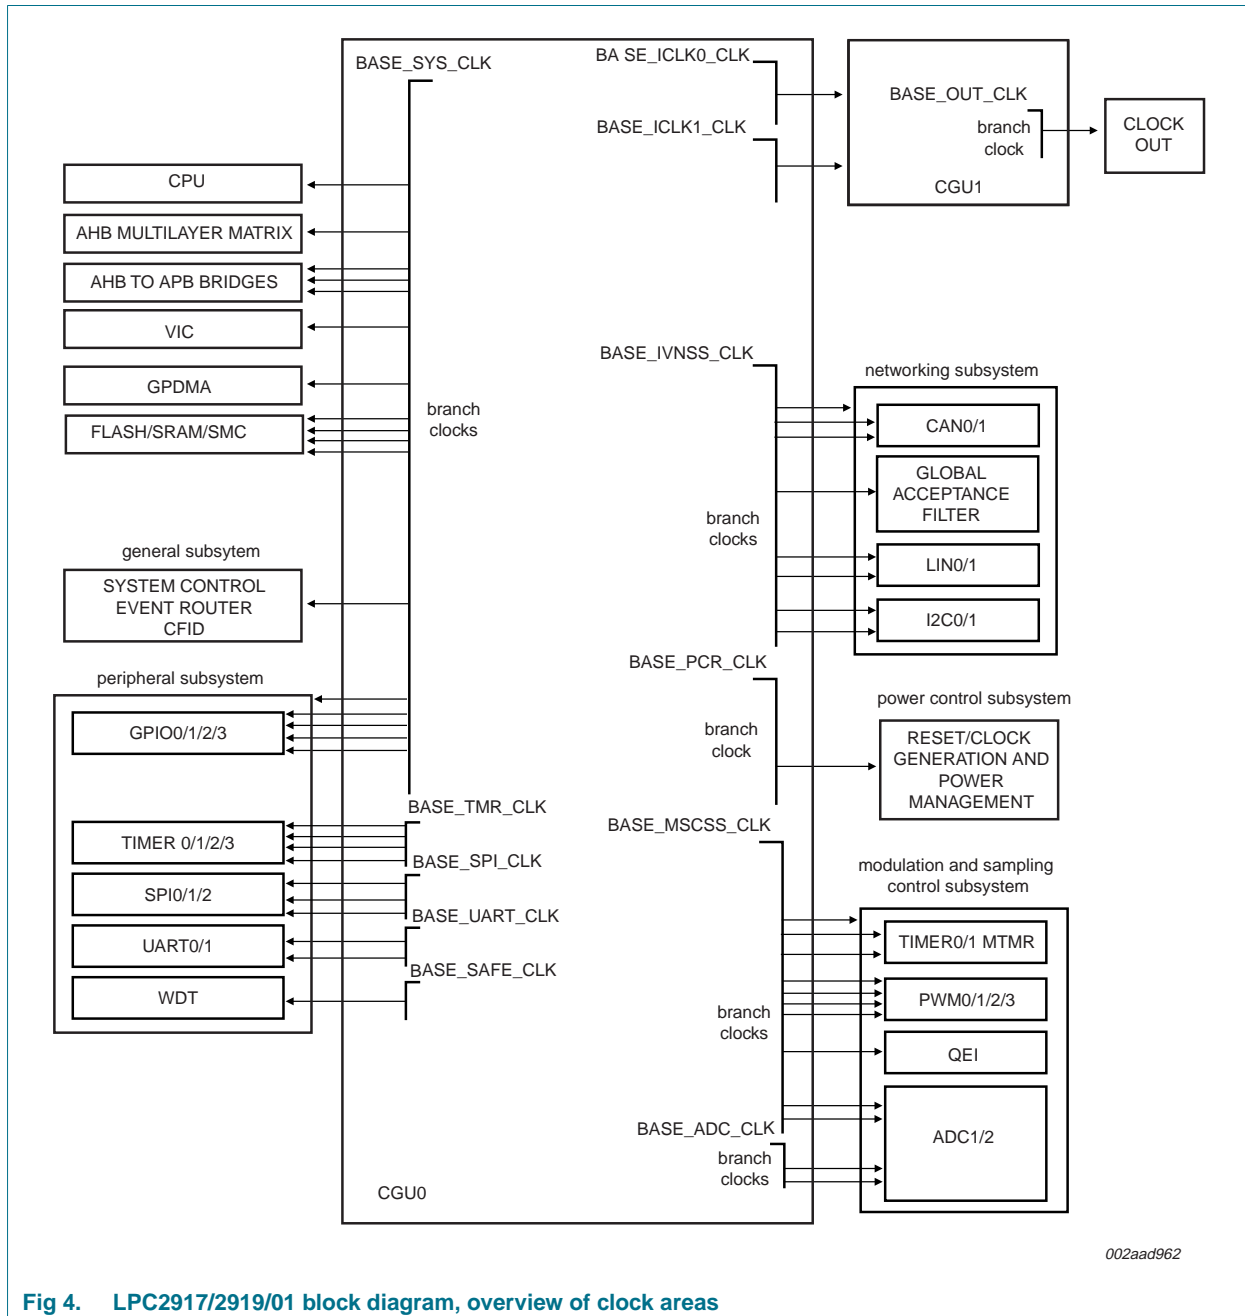 BASE_SYS_CLK
BA SE_ICLK0_CLK
BASE_ICLK1_CLK
BASE_OUT_CLK
branch
clock
CGU1
CLOCK
OUT
CPU
AHB MULTILAYER MATRIX
AHB TO APB BRIDGES
VIC
GPDMA
FLASH/SRAM/SMC
branch
clocks
general subsytem
SYSTEM CONTROL
EVENT ROUTER
CFID
peripheral subsystem
GPIO0/1/2/3
BASE_TMR_CLK
TIMER 0/1/2/3
BASE_SPI_CLK
SPI0/1/2
BASE_UART_CLK
UART0/1
BASE_SAFE_CLK
WDT
CGU0
BASE_IVNSS_CLK
branch
clocks
networking subsystem
CAN0/1
GLOBAL
ACCEPTANCE
FILTER
LIN0/1
I2C0/1
BASE_PCR_CLK
branch
clock
power control subsystem
RESET/CLOCK
GENERATION AND
POWER
MANAGEMENT
BASE_MSCSS_CLK
branch
clocks
modulation and sampling
control subsystem
TIMER0/1 MTMR
PWM0/1/2/3
QEI
BASE_ADC_CLK
branch
clocks
ADC1/2
002aad962
Fig 4. LPC2917/2919/01 block diagram, overview of clock areas